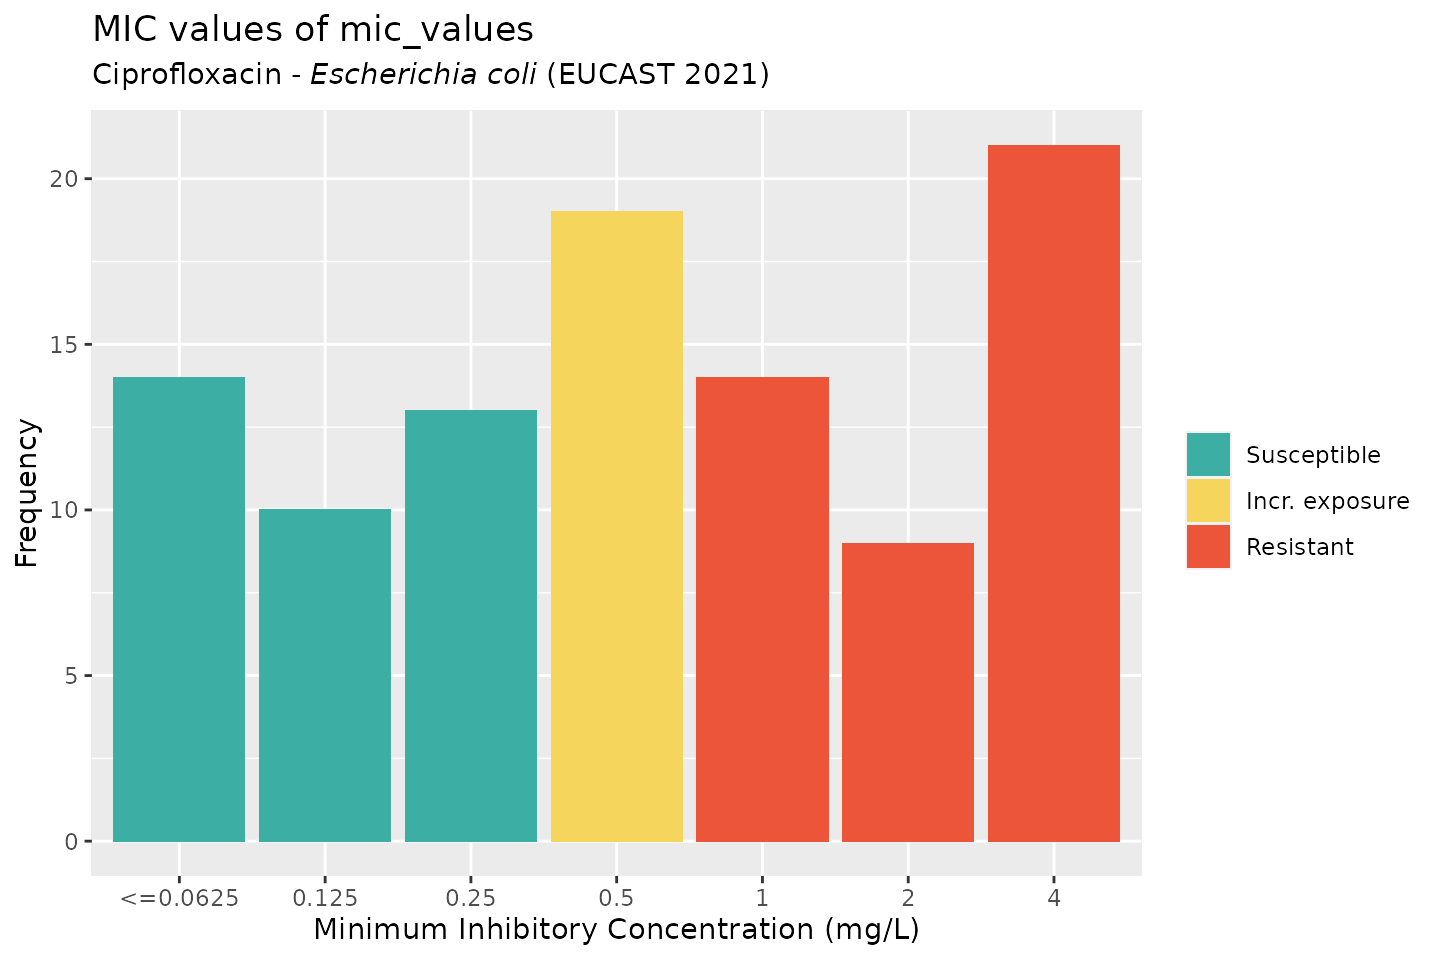 MIC values of mic_values
Ciprofloxacin - Escherichia coli (EUCAST 2021)
Frequency
20
15
10
5
0
<=0.0625 0.125 0.25 0.5 1 2 4
Minimum Inhibitory Concentration (mg/L)
Susceptible
Incr. exposure
Resistant